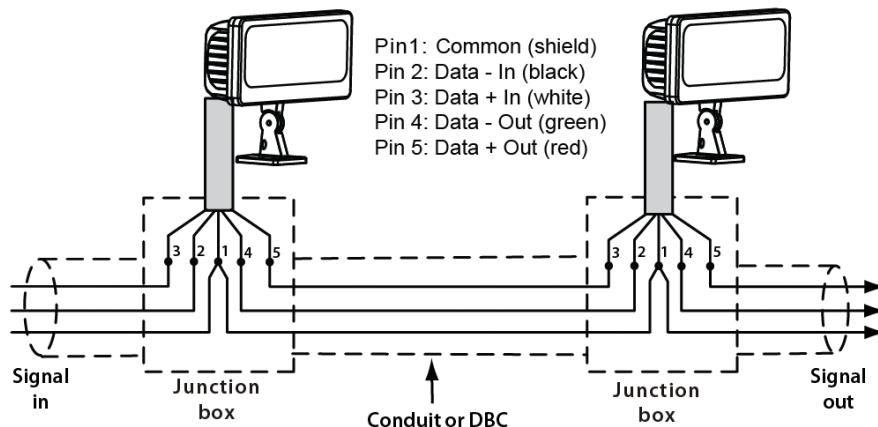 Pin1: Common (shield)
Pin 2: Data - In (black)
Pin 3: Data + In (white)
Pin 4: Data - Out (green)
Pin 5: Data + Out (red)
3 2 1 4 5
3 2 1 4 5
Signal
in
Junction
box
Conduit or DBC
Junction
box
Signal
out